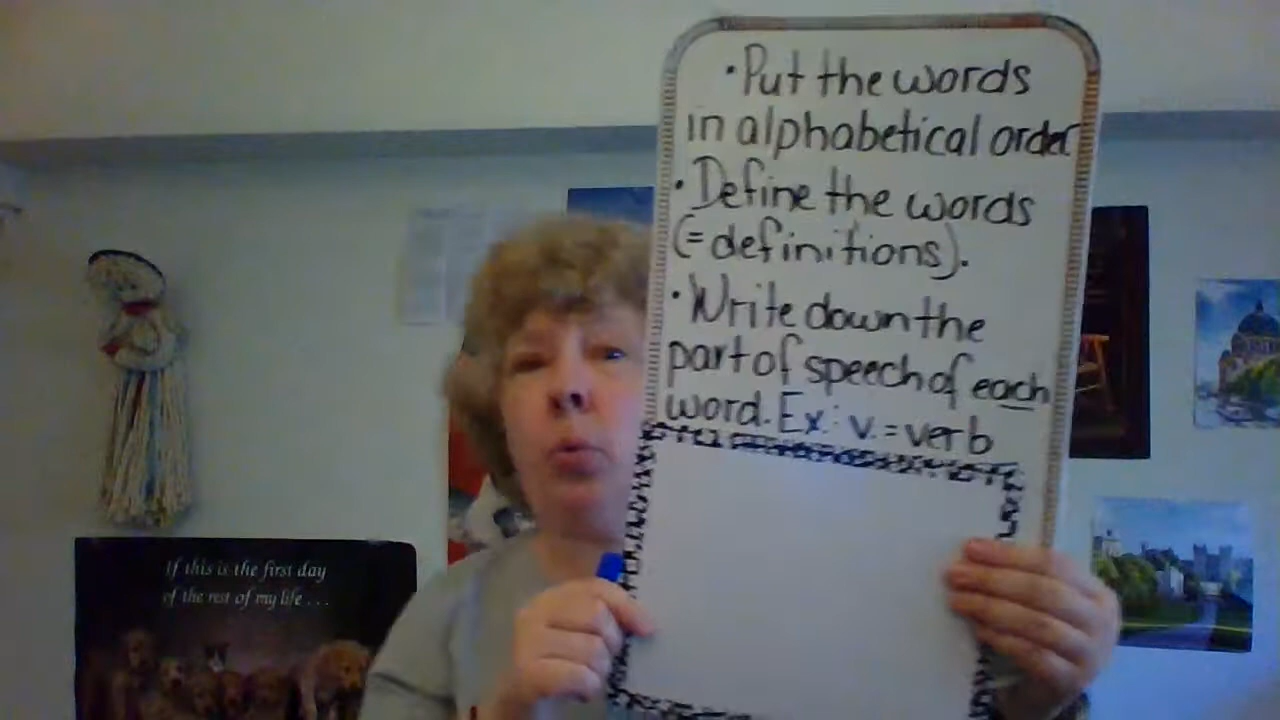 •Put the words
in alphabetical order
•Define the words
(=definitions).
•Write down the
part of speech of each
word. Ex: v.=verb
If this is the first day
of the rest of my life . . .